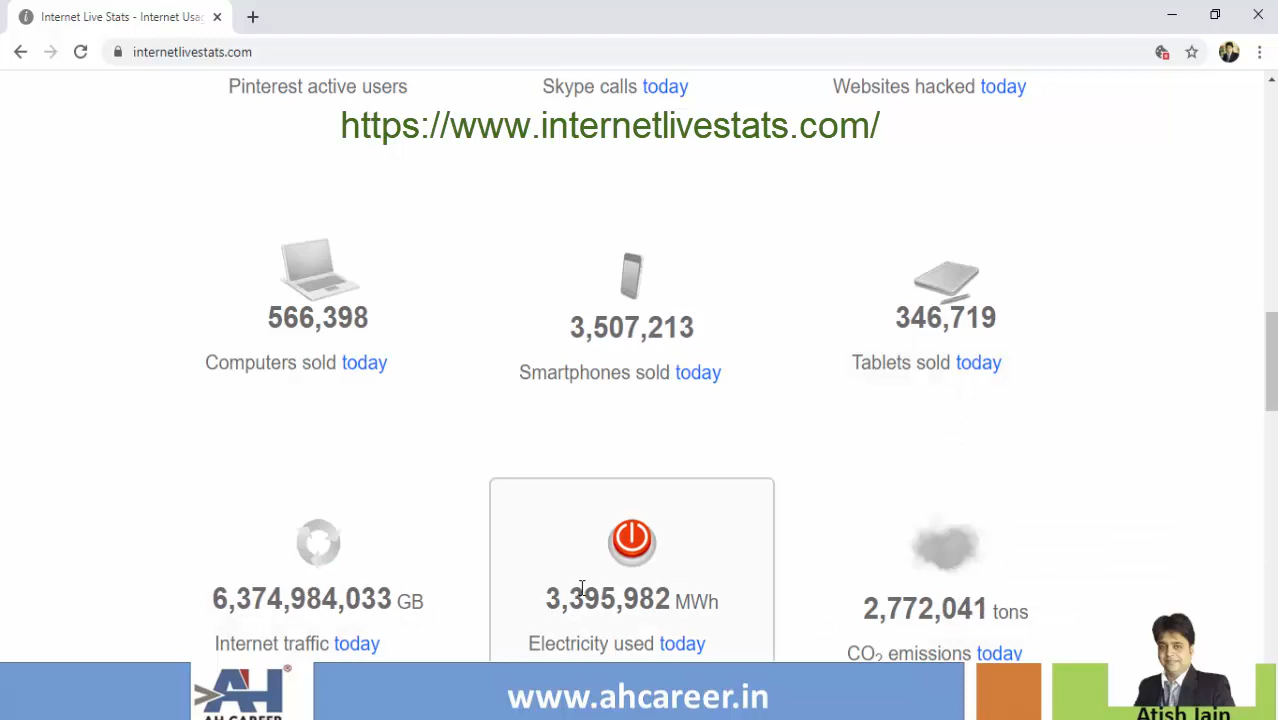 Internet Live Stats - Internet Usa
internetlivestats.com
Pinterest active users
Skype calls today
Websites hacked today
https://www.internetlivestats.com/
566,398
3,507,213
346,719
Computers sold today
Smartphones sold today
Tablets sold today
6,374,984,033 GB
3,395,982 MWh
2,772,041 tons
Internet traffic today
Electricity used today
CO₂ emissions today
AH
®
AH CAREER
www.ahcareer.in
Atish Jain